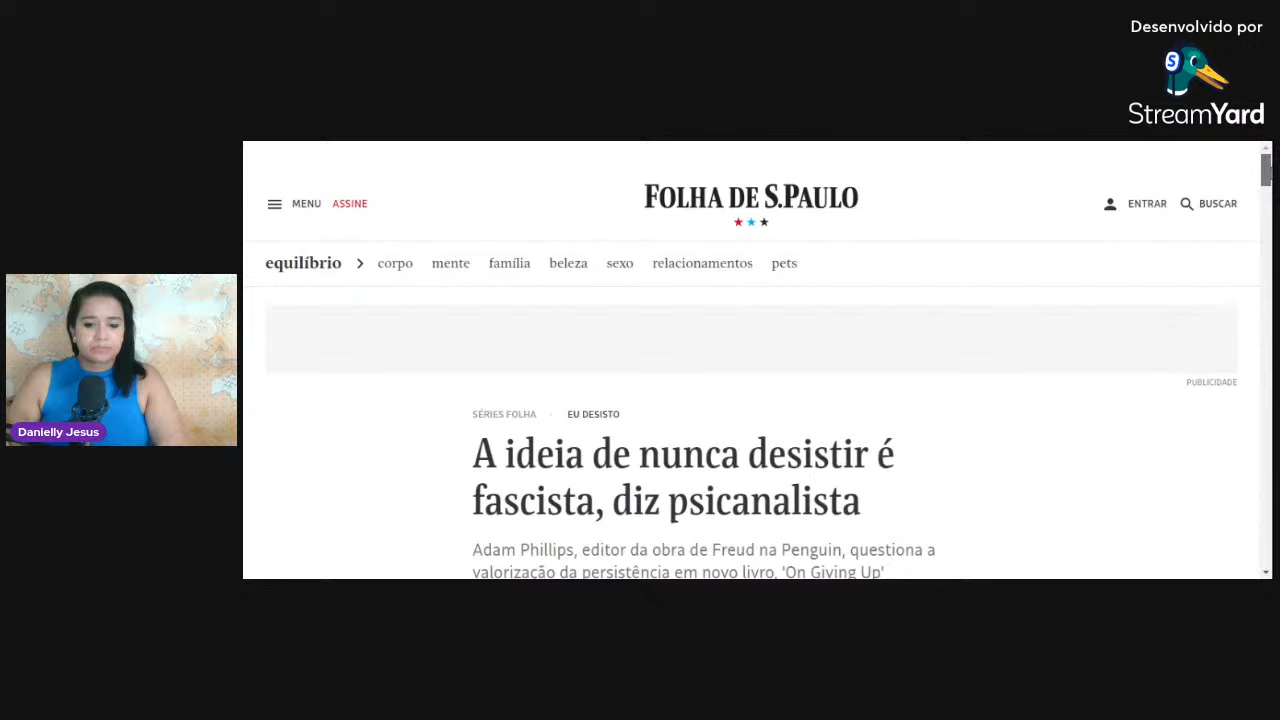 Desenvolvido por
StreamYard
MENU ASSINE
FOLHA DE S.PAULO
ENTRAR BUSCAR
equilíbrio corpo mente família beleza sexo relacionamentos pets
PUBLICIDADE
SÉRIES FOLHA · EU DESISTO
A ideia de nunca desistir é
fascista, diz psicanalista
Adam Phillips, editor da obra de Freud na Penguin, questiona a
valorização da persistência em novo livro, 'On Giving Up'
Danielly Jesus